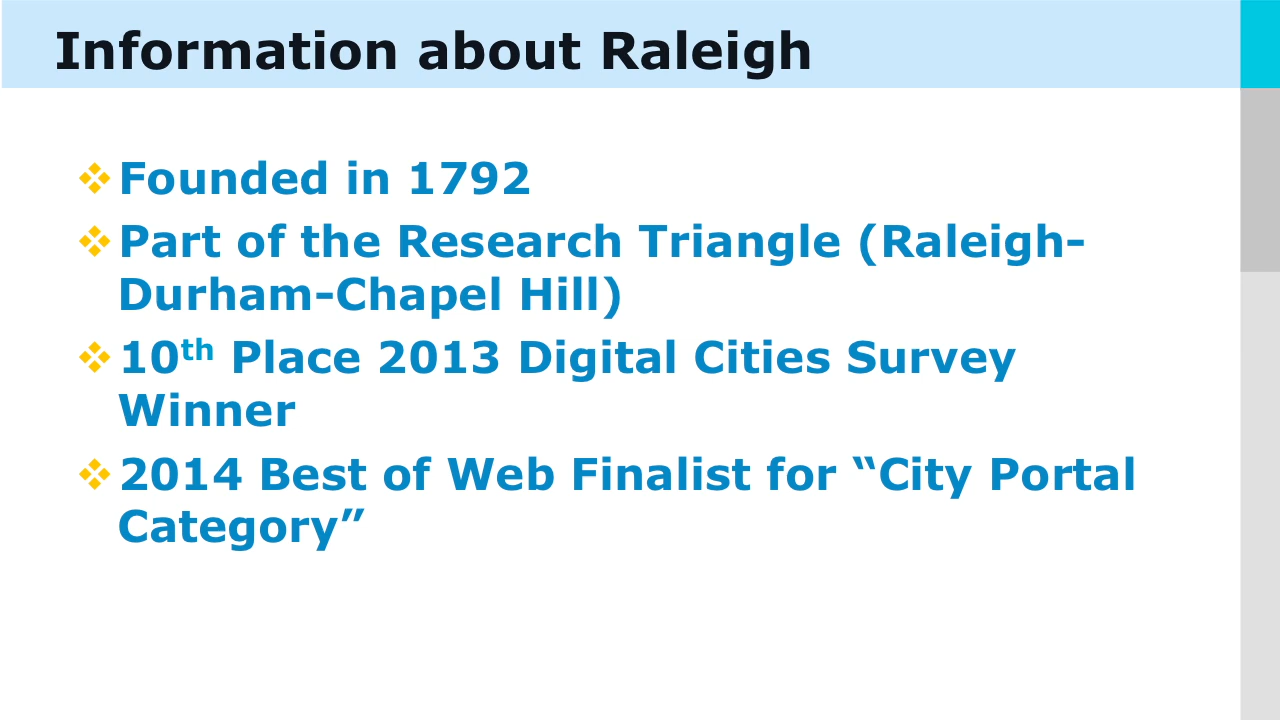 Information about Raleigh
❖Founded in 1792
❖Part of the Research Triangle (Raleigh-
Durham-Chapel Hill)
❖10th Place 2013 Digital Cities Survey
Winner
❖2014 Best of Web Finalist for “City Portal
Category”